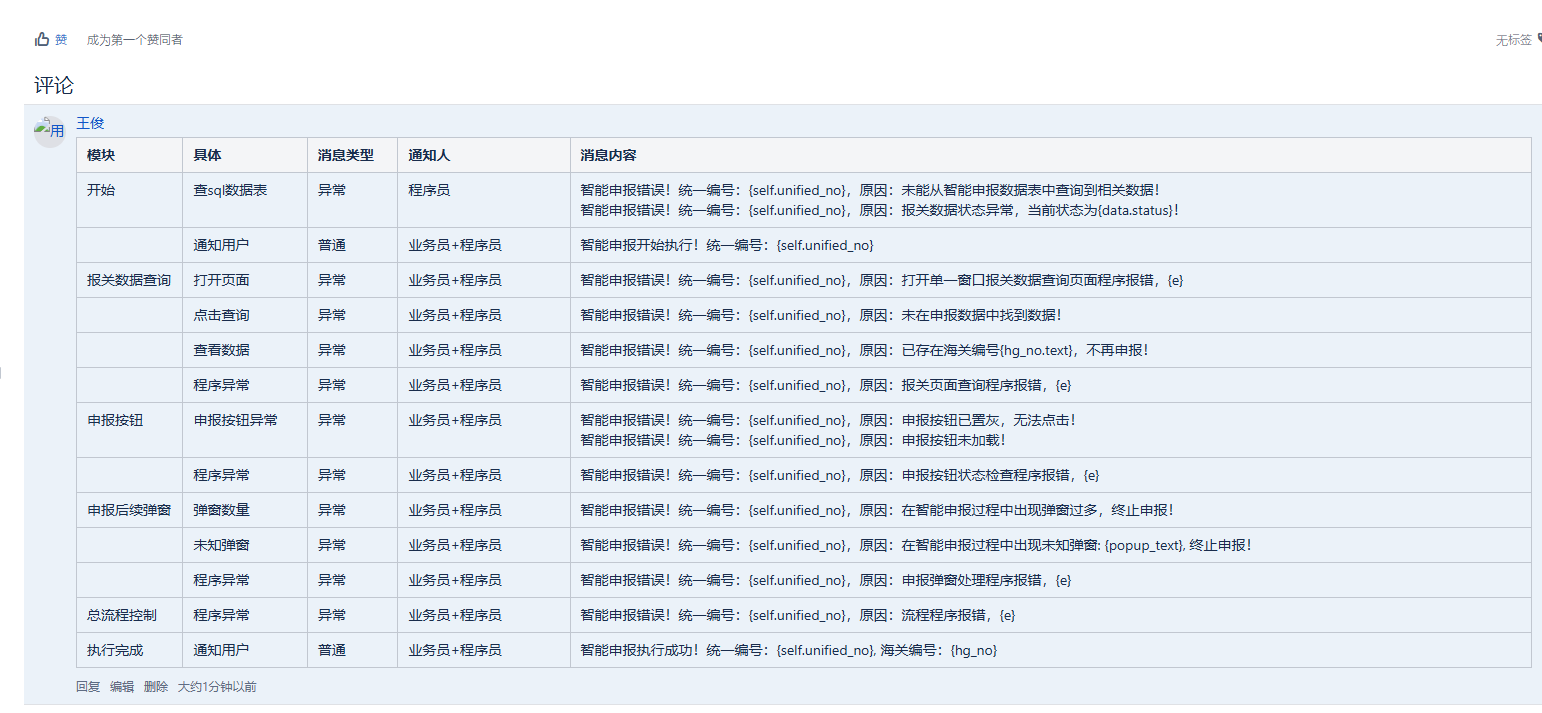 赞 成为第一个赞同者 无标签
评论
用 王俊
模块 具体 消息类型 通知人 消息内容
开始 查sql数据表 异常 程序员 智能申报错误！统一编号：{self.unified_no}，原因：未能从智能申报数据表中查询到相关数据！
智能申报错误！统一编号：{self.unified_no}，原因：报关数据状态异常，当前状态为{data.status}！
通知用户 普通 业务员+程序员 智能申报开始执行！统一编号：{self.unified_no}
报关数据查询 打开页面 异常 业务员+程序员 智能申报错误！统一编号：{self.unified_no}，原因：打开单一窗口报关数据查询页面程序报错，{e}
点击查询 异常 业务员+程序员 智能申报错误！统一编号：{self.unified_no}，原因：未在申报数据中找到数据！
查看数据 异常 业务员+程序员 智能申报错误！统一编号：{self.unified_no}，原因：已存在海关编号{hg_no.text}，不再申报！
程序异常 异常 业务员+程序员 智能申报错误！统一编号：{self.unified_no}，原因：报关页面查询程序报错，{e}
申报按钮 申报按钮异常 异常 业务员+程序员 智能申报错误！统一编号：{self.unified_no}，原因：申报按钮已置灰，无法点击！
智能申报错误！统一编号：{self.unified_no}，原因：申报按钮未加载！
程序异常 异常 业务员+程序员 智能申报错误！统一编号：{self.unified_no}，原因：申报按钮状态检查程序报错，{e}
申报后续弹窗 弹窗数量 异常 业务员+程序员 智能申报错误！统一编号：{self.unified_no}，原因：在智能申报过程中出现弹窗过多，终止申报！
未知弹窗 异常 业务员+程序员 智能申报错误！统一编号：{self.unified_no}，原因：在智能申报过程中出现未知弹窗: {popup_text}, 终止申报！
程序异常 异常 业务员+程序员 智能申报错误！统一编号：{self.unified_no}，原因：申报弹窗处理程序报错，{e}
总流程控制 程序异常 异常 业务员+程序员 智能申报错误！统一编号：{self.unified_no}，原因：流程程序报错，{e}
执行完成 通知用户 普通 业务员+程序员 智能申报执行成功！统一编号：{self.unified_no}, 海关编号：{hg_no}
回复 编辑 删除 大约1分钟以前